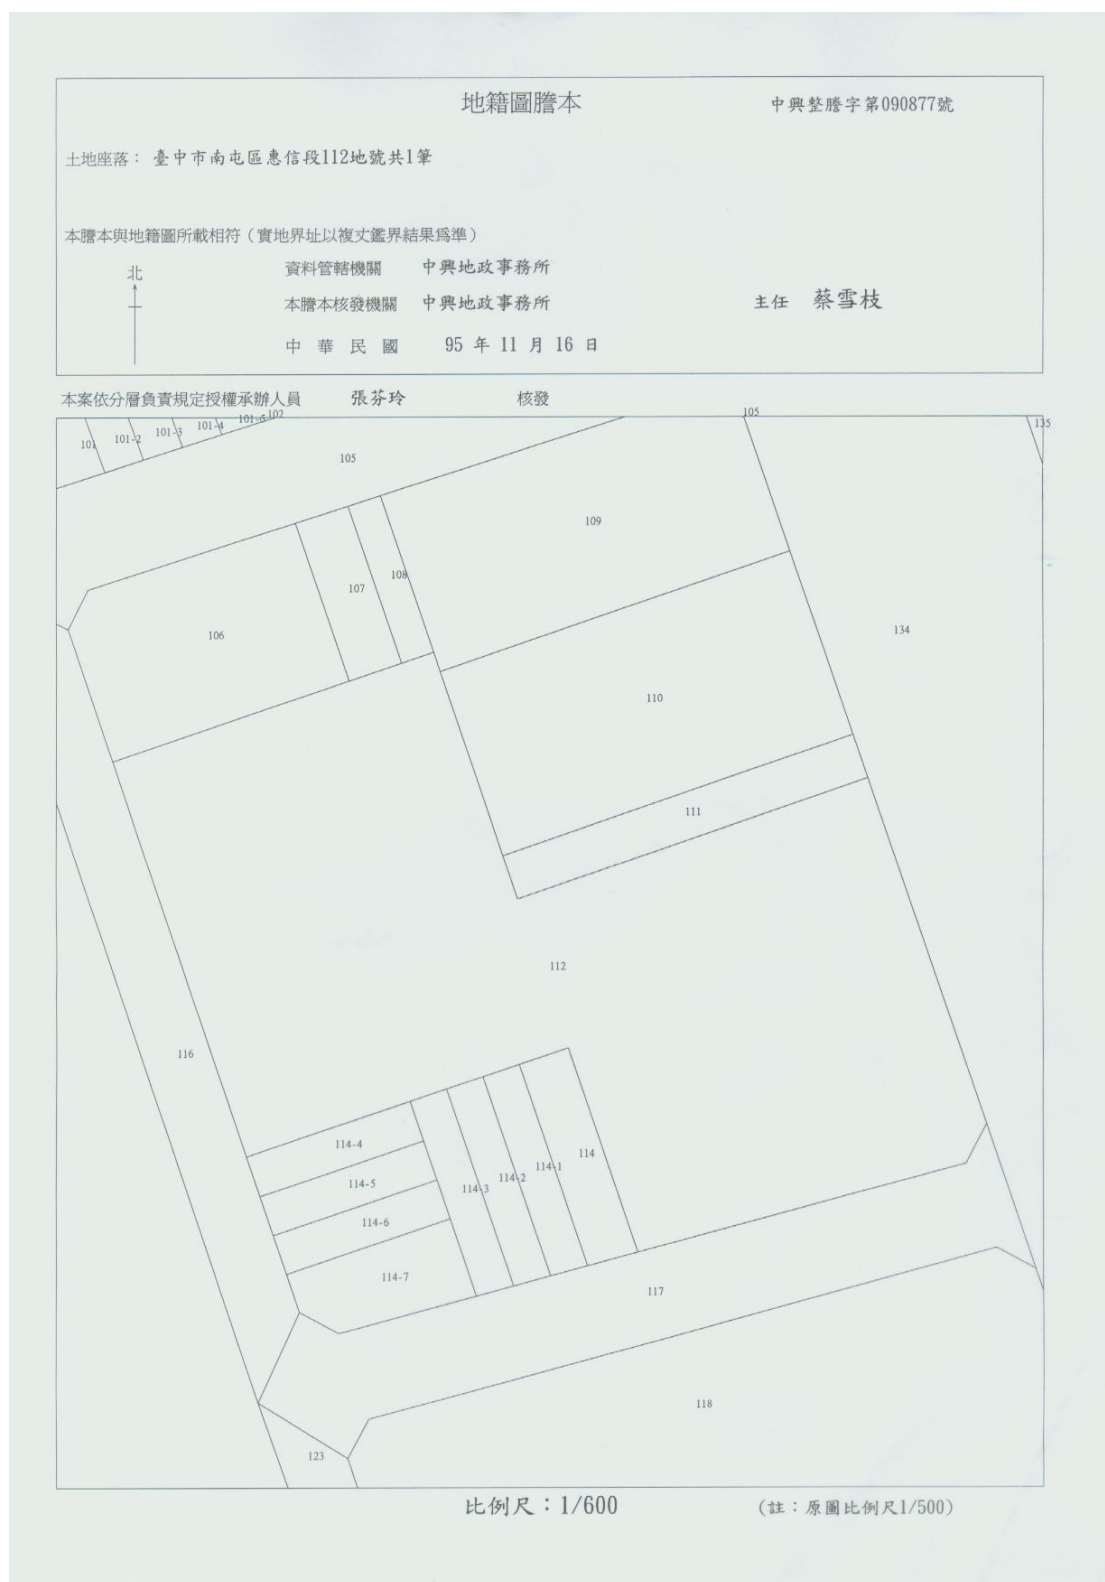 地籍圖謄本
中興整謄字第090877號
土地座落：臺中市南屯區惠信段112地號共1筆
本謄本與地籍圖所載相符（實地界址以複丈鑑界結果為準）
北
資料管轄機關 中興地政事務所
本謄本核發機關 中興地政事務所
主任 蔡雪枝
中華民國 95 年 11 月 16 日
本案依分層負責規定授權承辦人員 張芬玲 核發
101
101-2
101-3
101-4
101-5
102
105
105
135
109
108
107
106
134
110
111
112
116
114-4
114-5
114-6
114-7
114-3
114-2
114-1
114
117
118
123
比例尺：1/600
(註：原圖比例尺1/500)